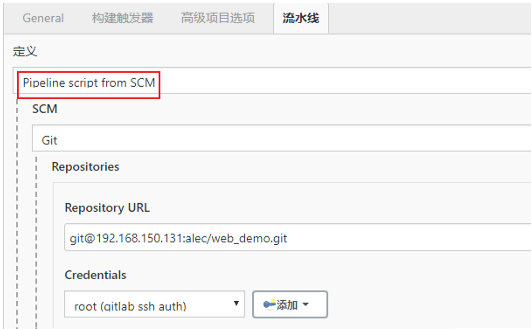 General 构建触发器 高级项目选项 流水线
定义
Pipeline script from SCM
SCM
Git
Repositories
Repository URL
git@192.168.150.131:alec/web_demo.git
Credentials
root (gitlab ssh auth) 添加